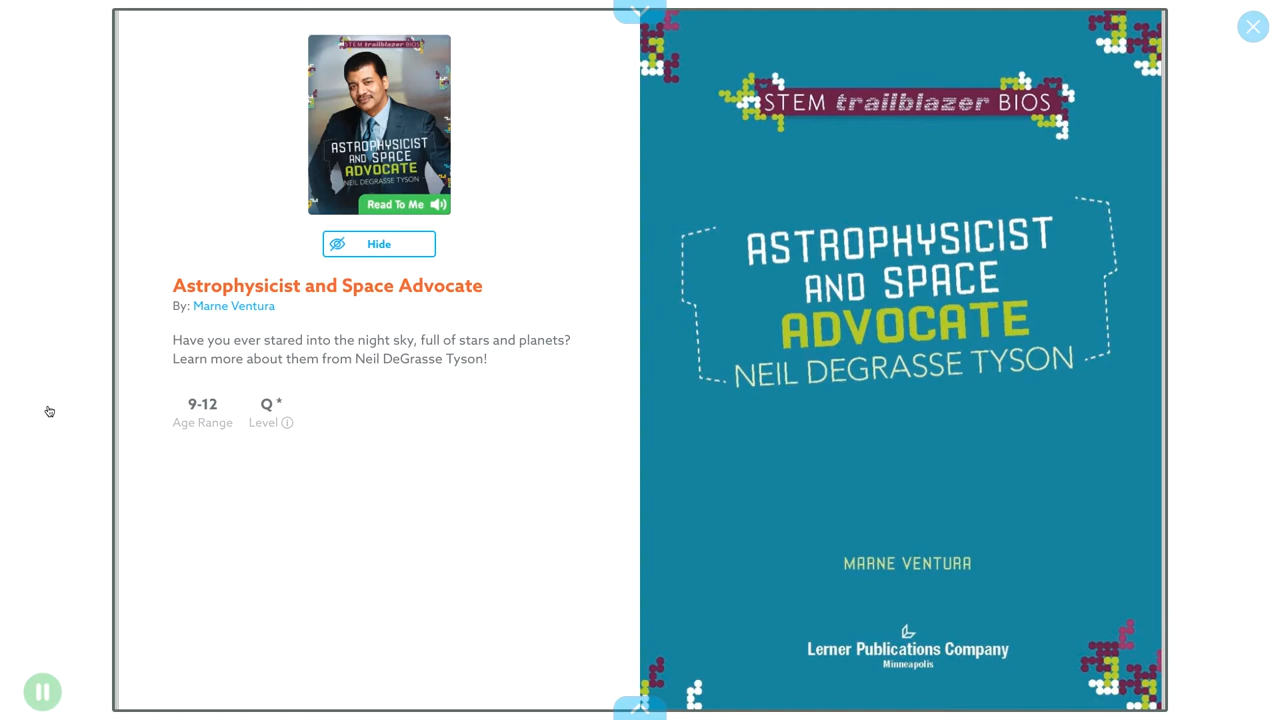 STEM trailblazer BIOS
ASTROPHYSICIST
AND SPACE
ADVOCATE
NEIL DEGRASSE TYSON
Read To Me
Hide
Astrophysicist and Space Advocate
By: Marne Ventura
Have you ever stared into the night sky, full of stars and planets?
Learn more about them from Neil DeGrasse Tyson!
9-12 Q *
Age Range Level
STEM trailblazer BIOS
ASTROPHYSICIST
AND SPACE
ADVOCATE
NEIL DEGRASSE TYSON
MARNE VENTURA
Lerner Publications Company
Minneapolis